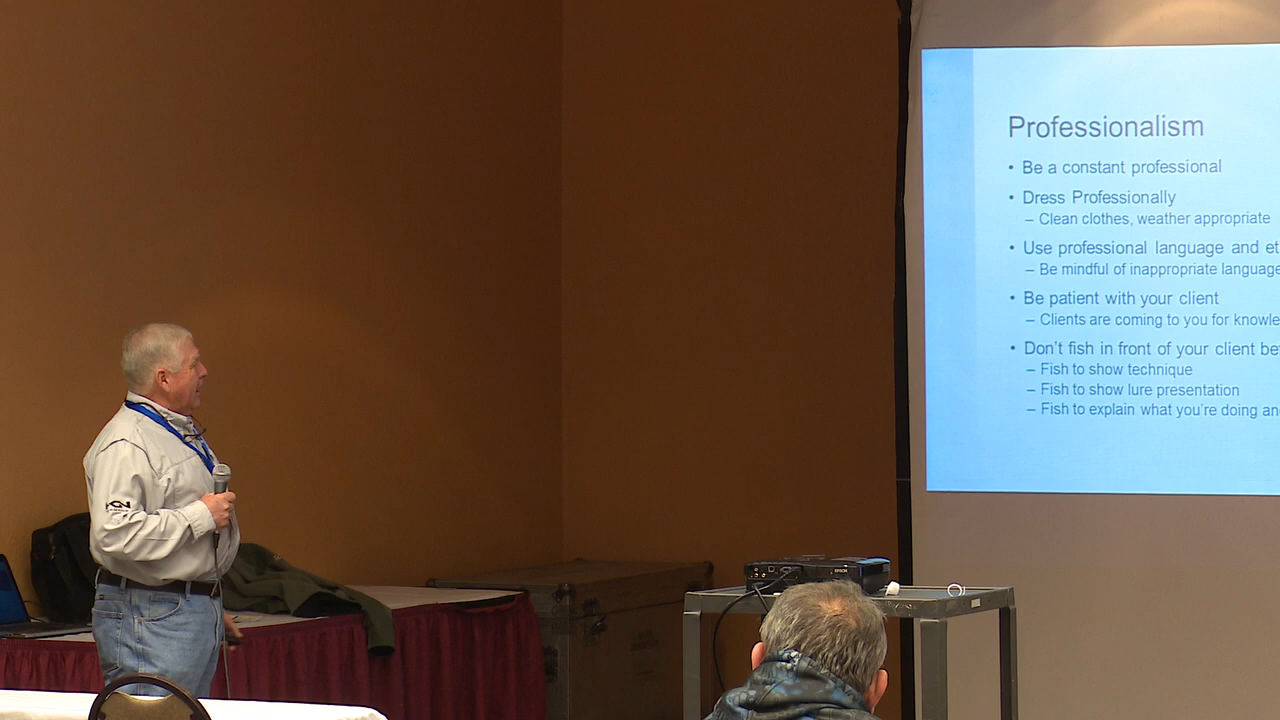 Professionalism
• Be a constant professional
• Dress Professionally
– Clean clothes, weather appropriate
• Use professional language and et
– Be mindful of inappropriate language
• Be patient with your client
– Clients are coming to you for knowle
• Don't fish in front of your client be
– Fish to show technique
– Fish to show lure presentation
– Fish to explain what you're doing an
EPSON